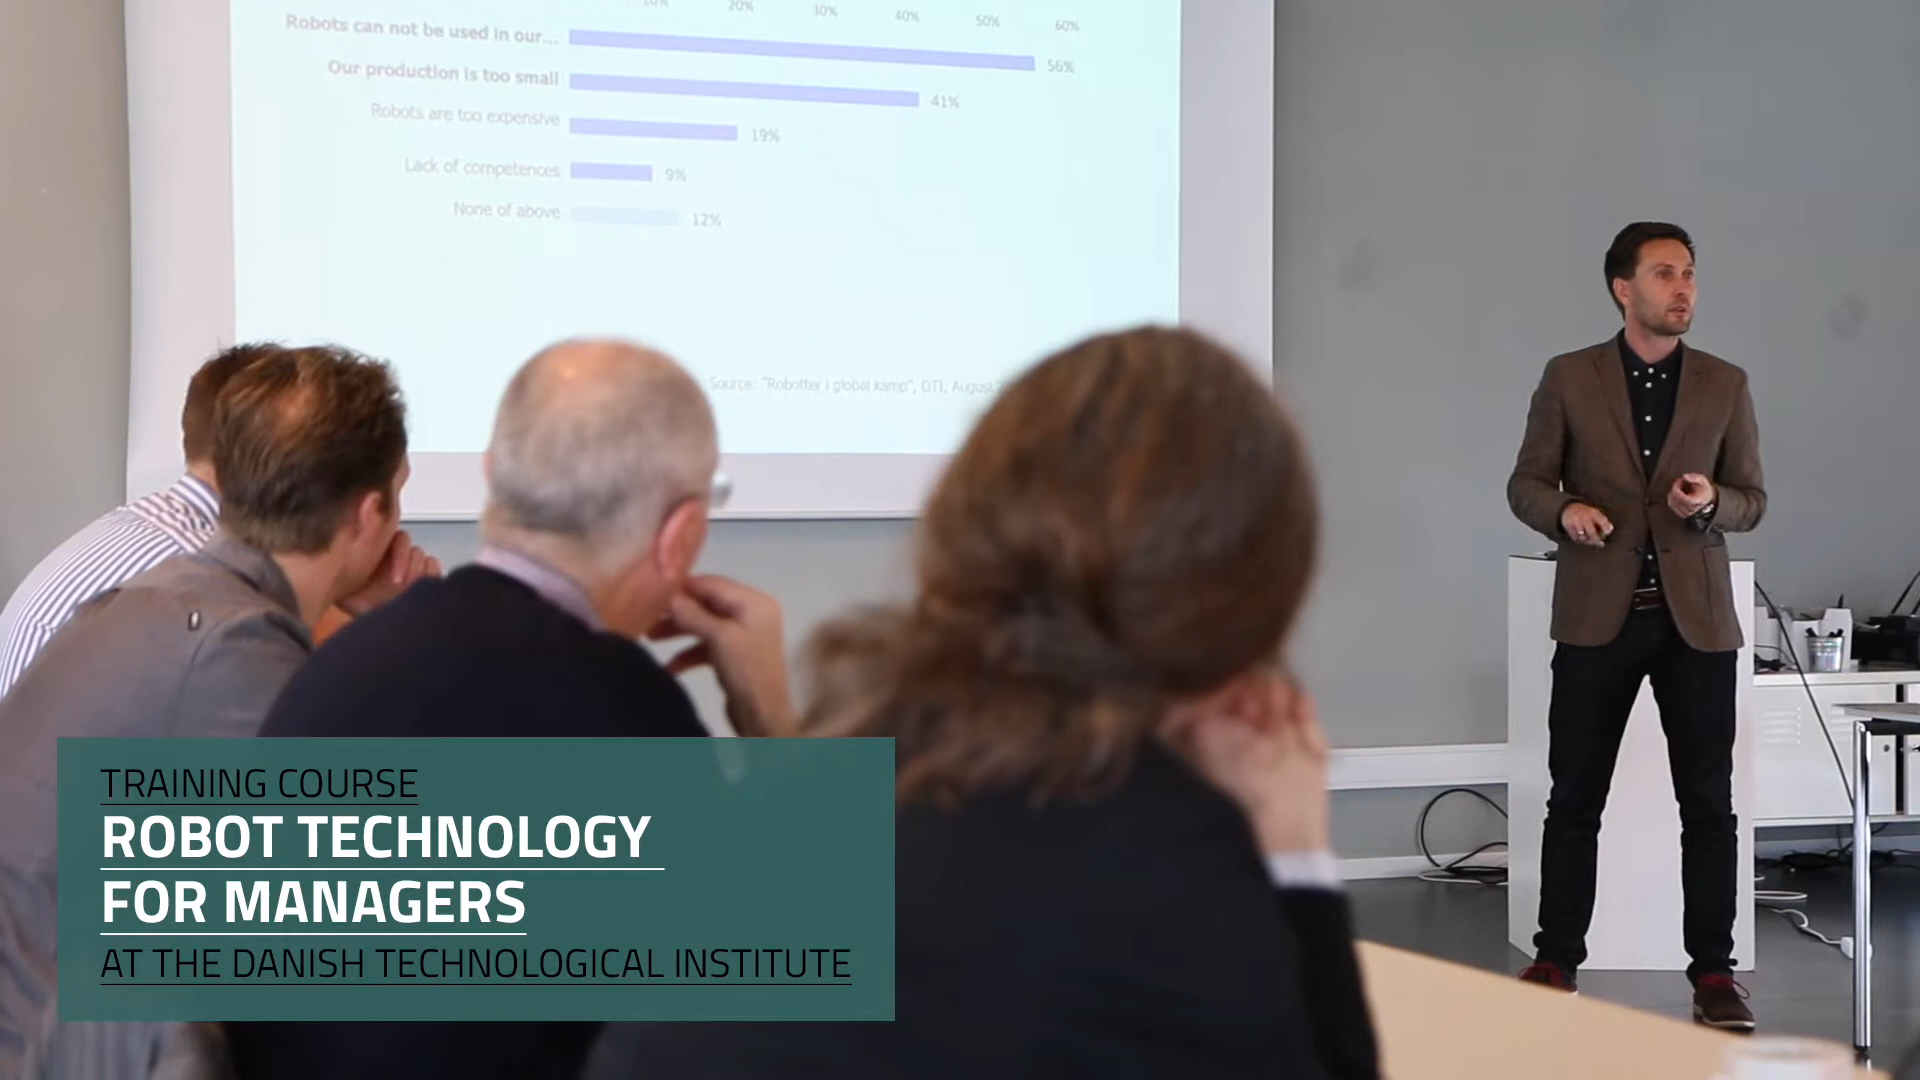 10% 20% 30% 40% 50% 60%
Robots can not be used in our... 56%
Our production is too small 41%
Robots are too expensive 19%
Lack of competences 9%
None of above 12%
Source: "Robotter i global kamp", DTI, August
TRAINING COURSE
ROBOT TECHNOLOGY
FOR MANAGERS
AT THE DANISH TECHNOLOGICAL INSTITUTE